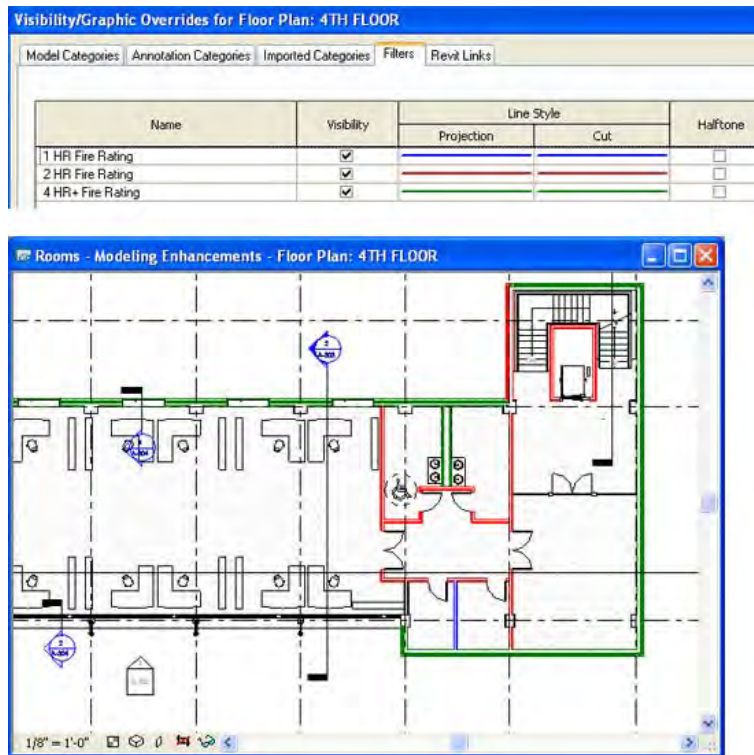 Visibility/Graphic Overrides for Floor Plan: 4TH FLOOR
Model Categories Annotation Categories Imported Categories Filters Revit Links
Name Visibility Line Style Halftone
Projection Cut
1 HR Fire Rating
2 HR Fire Rating
4 HR+ Fire Rating
Rooms - Modeling Enhancements - Floor Plan: 4TH FLOOR
1/8" = 1'-0"